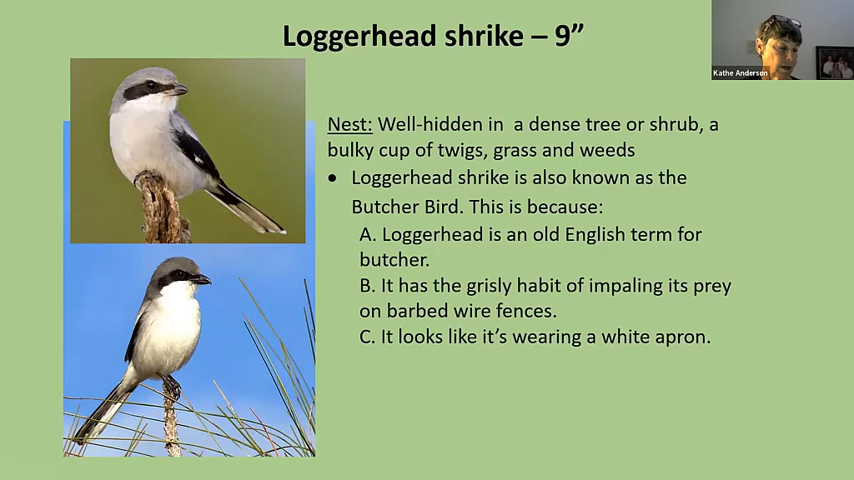 Loggerhead shrike – 9”
Kathe Anderson
Nest: Well-hidden in a dense tree or shrub, a
bulky cup of twigs, grass and weeds
• Loggerhead shrike is also known as the
Butcher Bird. This is because:
A. Loggerhead is an old English term for
butcher.
B. It has the grisly habit of impaling its prey
on barbed wire fences.
C. It looks like it’s wearing a white apron.